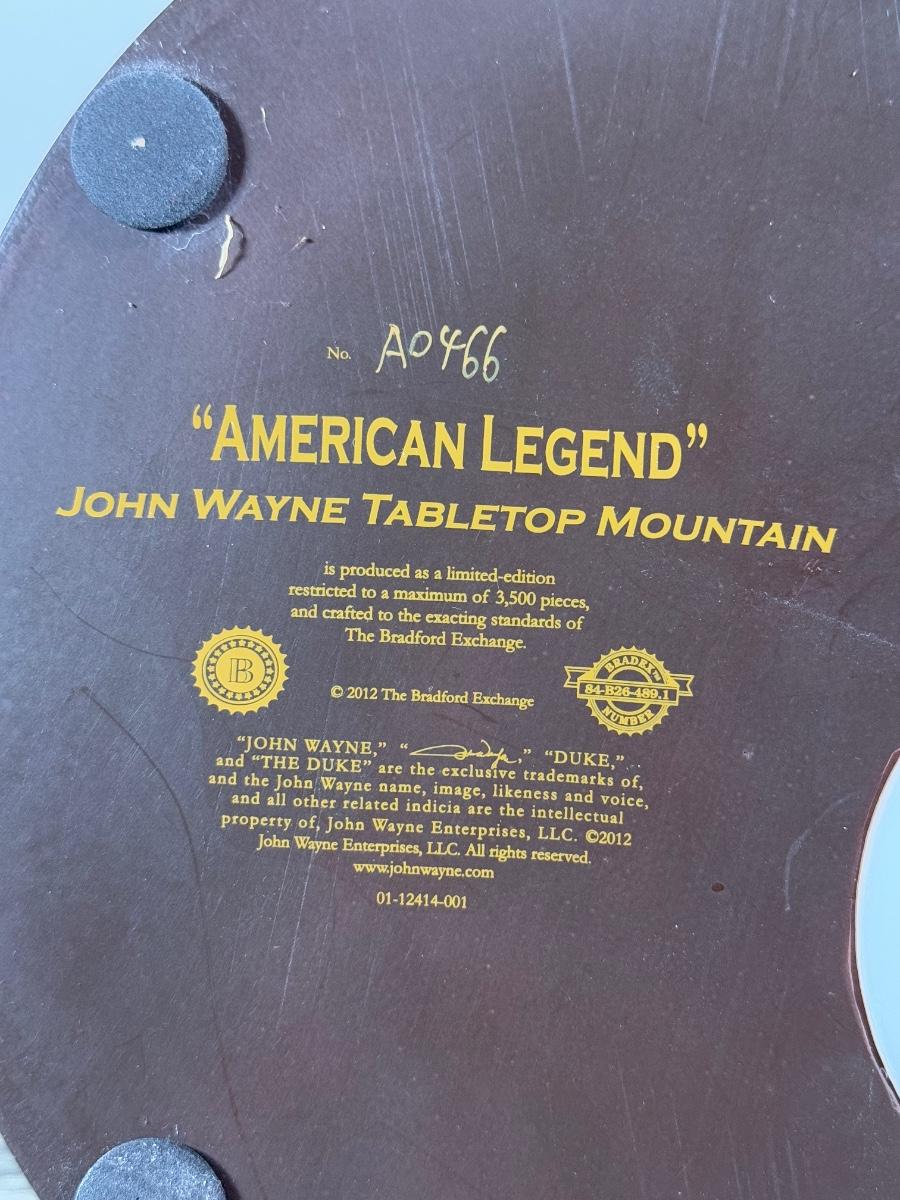 No. A0466
“AMERICAN LEGEND”
JOHN WAYNE TABLETOP MOUNTAIN
is produced as a limited-edition
restricted to a maximum of 3,500 pieces,
and crafted to the exacting standards of
The Bradford Exchange.
B
BRADEX™
84-B26-489.1
NUMBER
© 2012 The Bradford Exchange
“JOHN WAYNE,” “ ,” “DUKE,”
and “THE DUKE” are the exclusive trademarks of,
and the John Wayne name, image, likeness and voice,
and all other related indicia are the intellectual
property of, John Wayne Enterprises, LLC. ©2012
John Wayne Enterprises, LLC. All rights reserved.
www.johnwayne.com
01-12414-001